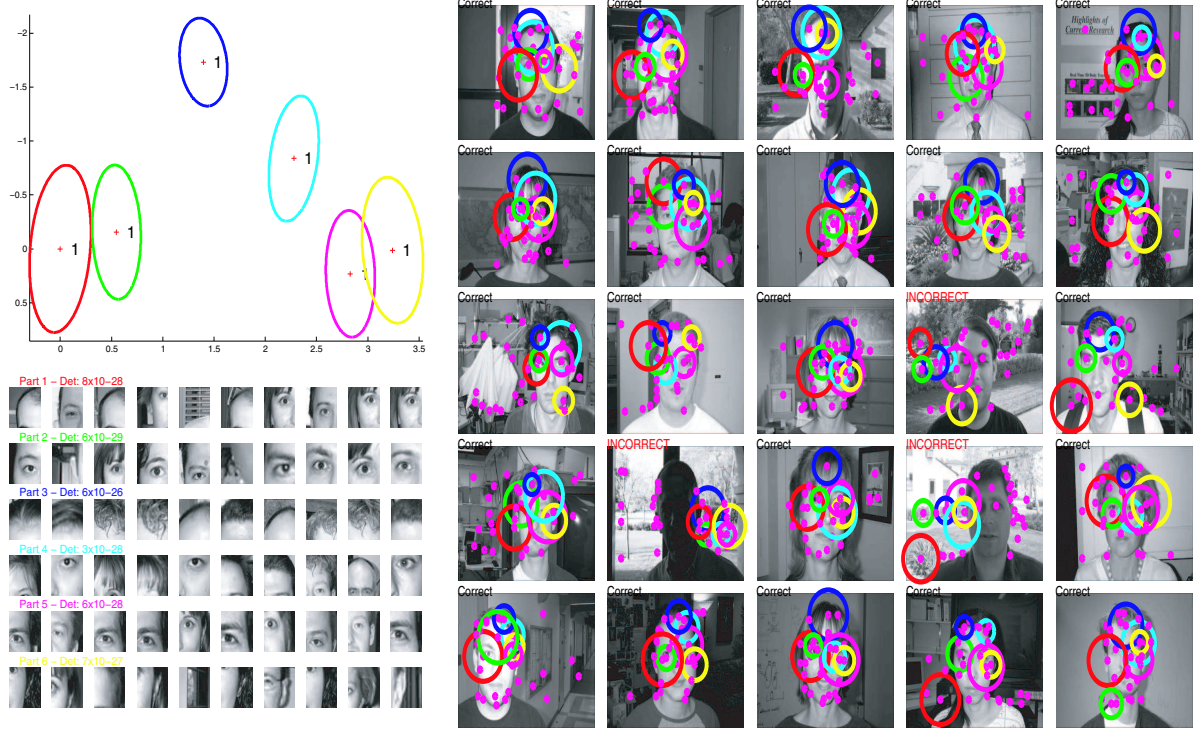 −2
−1.5
−1
−0.5
0
0.5
0
0.5
1
1.5
2
2.5
3
3.5
1
1
1
1
1
Part 1 − Det: 8x10−28
Part 2 − Det: 6x10−29
Part 3 − Det: 6x10−26
Part 4 − Det: 3x10−28
Part 5 − Det: 6x10−28
Part 6 − Det: 7x10−27
Correct
Correct
Correct
Correct
Correct
Highlights of
Current Research
Correct
Correct
Correct
Correct
Correct
Correct
Correct
Correct
INCORRECT
Correct
Correct
INCORRECT
Correct
INCORRECT
Correct
Correct
Correct
Correct
Correct
Correct